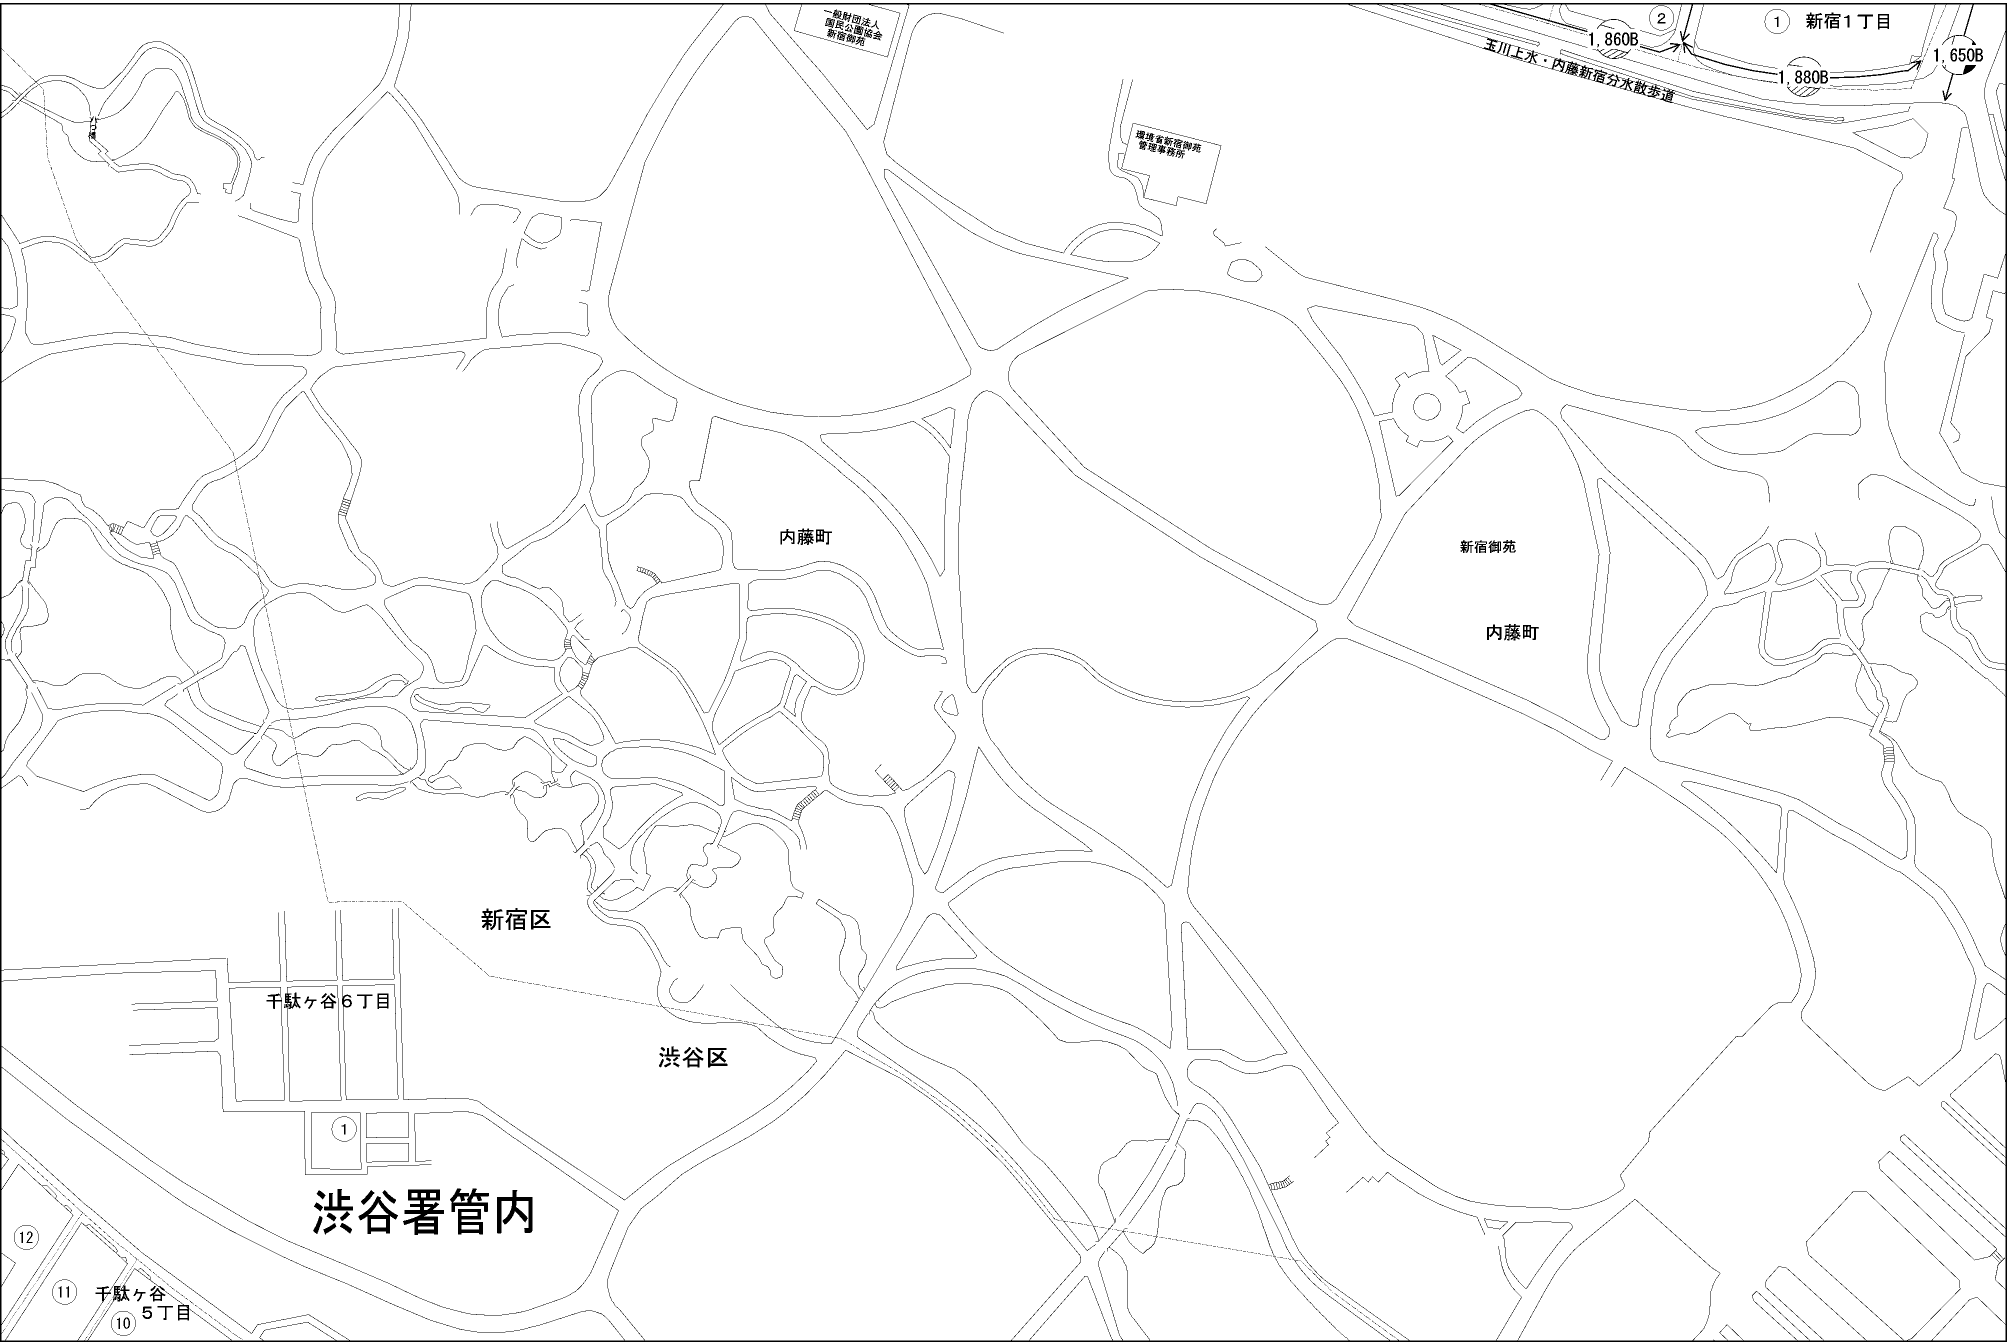 一般財団法人
国民公園協会
新宿御苑
②
① 新宿1丁目
1,860B
1,880B
1,650B
玉川上水・内藤新宿分水散歩道
八つ橋
環境省新宿御苑
管理事務所
内藤町
新宿御苑
内藤町
新宿区
千駄ヶ谷6丁目
渋谷区
①
渋谷署管内
⑫
⑪ 千駄ヶ谷
5丁目
⑩